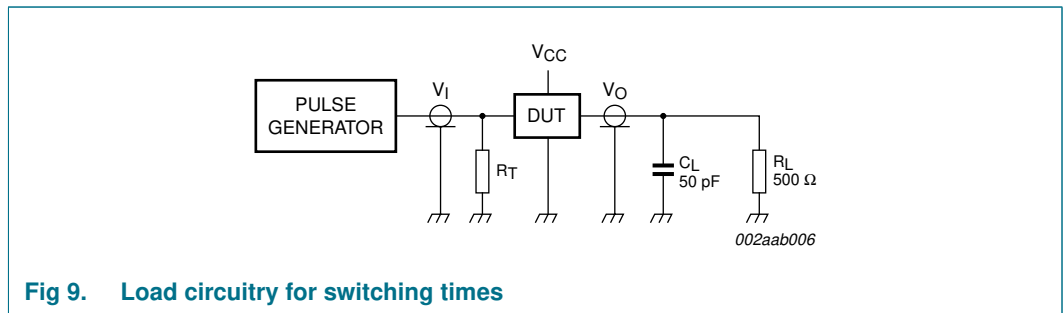 VCC
VI
VO
PULSE
GENERATOR
DUT
RT
CL
50 pF
RL
500 Ω
002aab006
Fig 9. Load circuitry for switching times